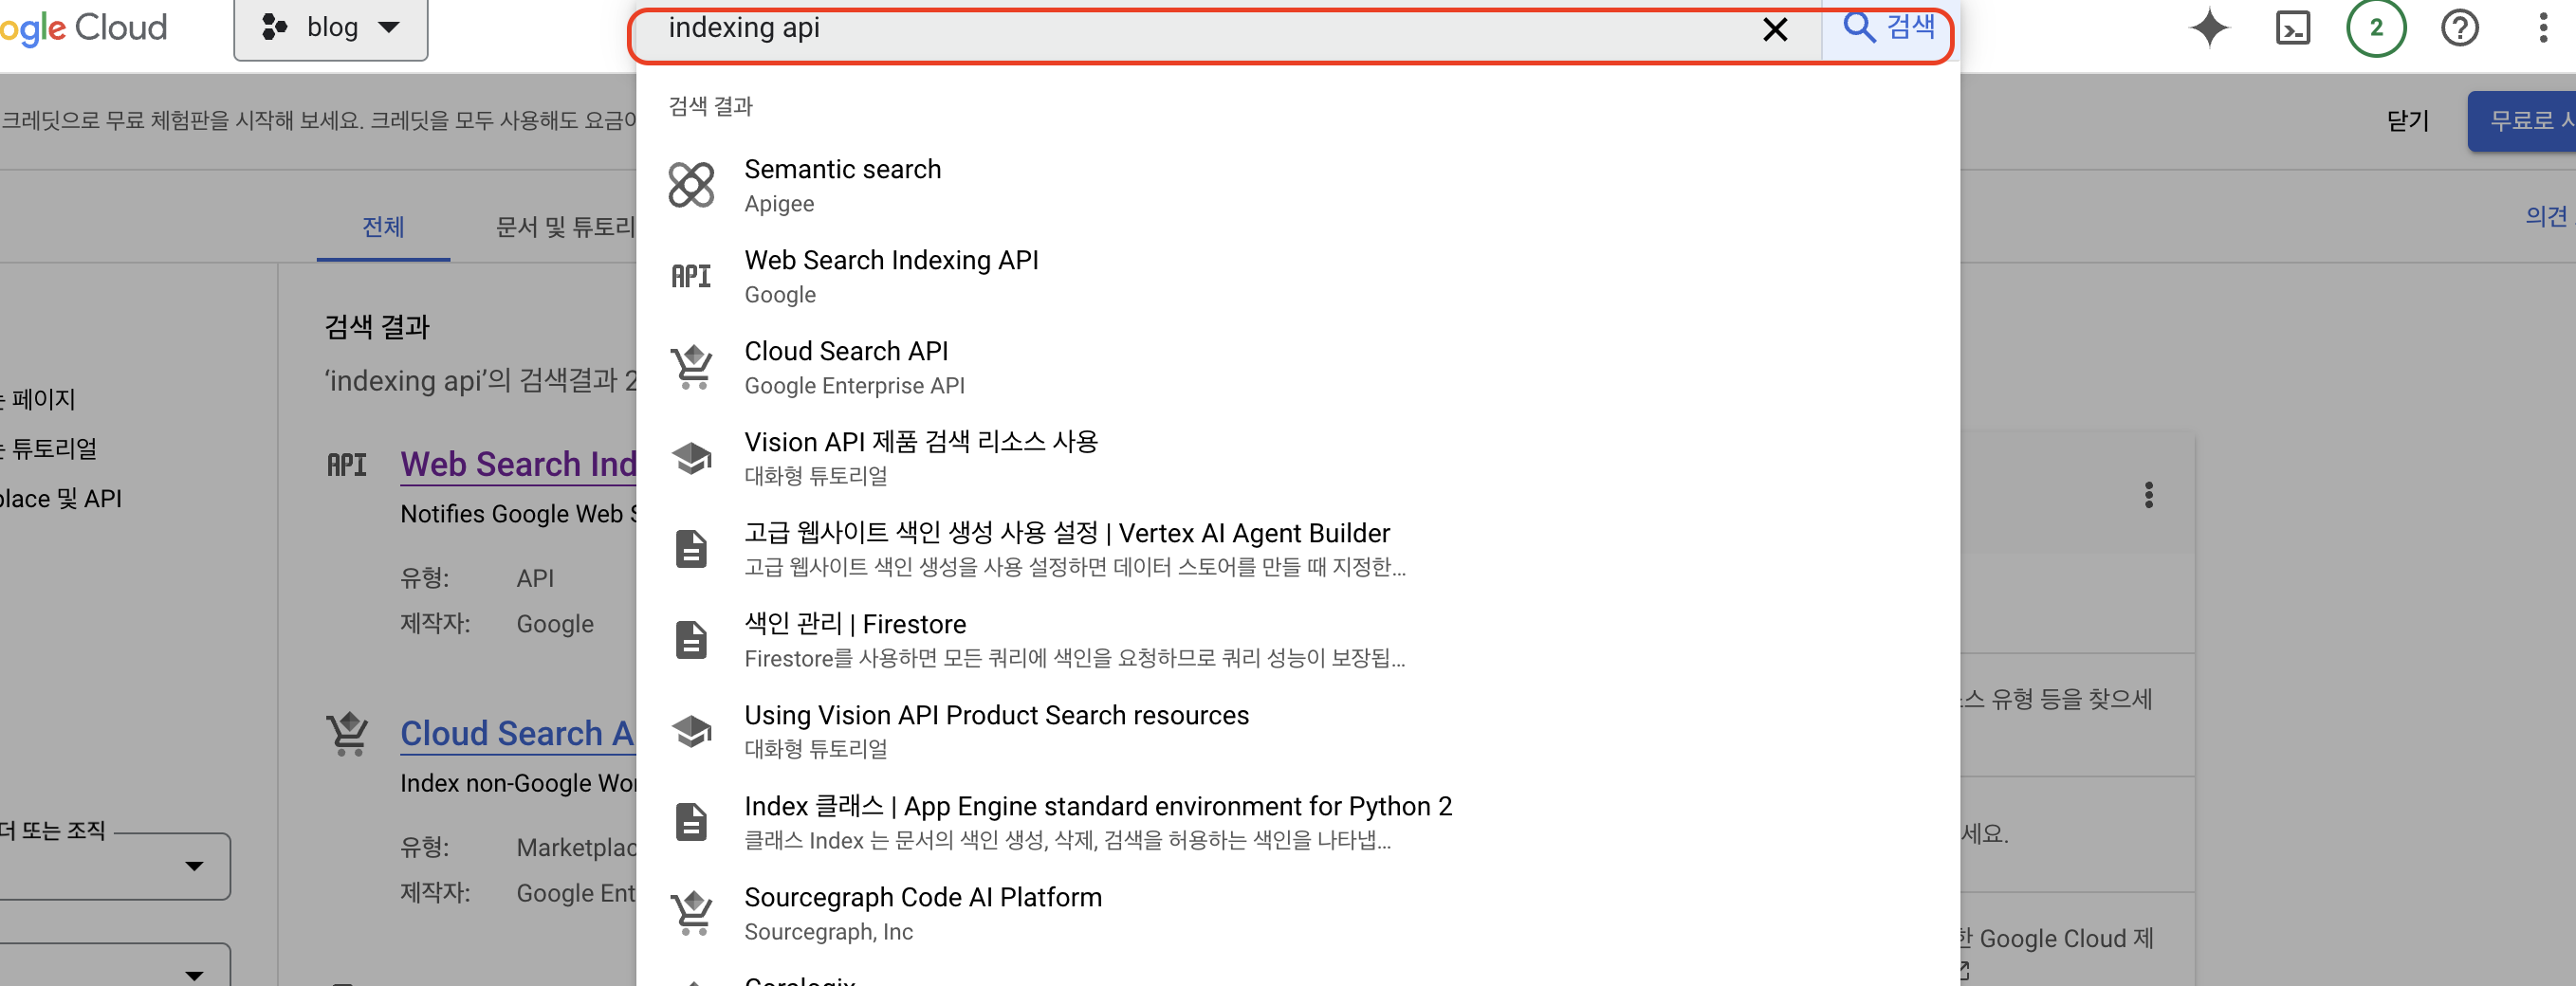 ogle Cloud
blog
indexing api
검색
2
크레딧으로 무료 체험판을 시작해 보세요. 크레딧을 모두 사용해도 요금이
닫기
무료로 시
전체
문서 및 튜토리
의견
검색 결과
Semantic search
Apigee
Web Search Indexing API
Google
Cloud Search API
Google Enterprise API
Vision API 제품 검색 리소스 사용
대화형 튜토리얼
고급 웹사이트 색인 생성 사용 설정 | Vertex AI Agent Builder
고급 웹사이트 색인 생성을 사용 설정하면 데이터 스토어를 만들 때 지정한...
색인 관리 | Firestore
Firestore를 사용하면 모든 쿼리에 색인을 요청하므로 쿼리 성능이 보장됩...
Using Vision API Product Search resources
대화형 튜토리얼
Index 클래스 | App Engine standard environment for Python 2
클래스 Index 는 문서의 색인 생성, 삭제, 검색을 허용하는 색인을 나타냅...
Sourcegraph Code AI Platform
Sourcegraph, Inc
는 페이지
는 튜토리얼
place 및 API
더 또는 조직
검색 결과
‘indexing api’의 검색결과 2
API
API
Web Search Ind
Notifies Google Web S
유형: API
제작자: Google
Cloud Search A
Index non-Google Wor
유형: Marketplac
제작자: Google Ent
스 유형 등을 찾으세
세요.
한 Google Cloud 제